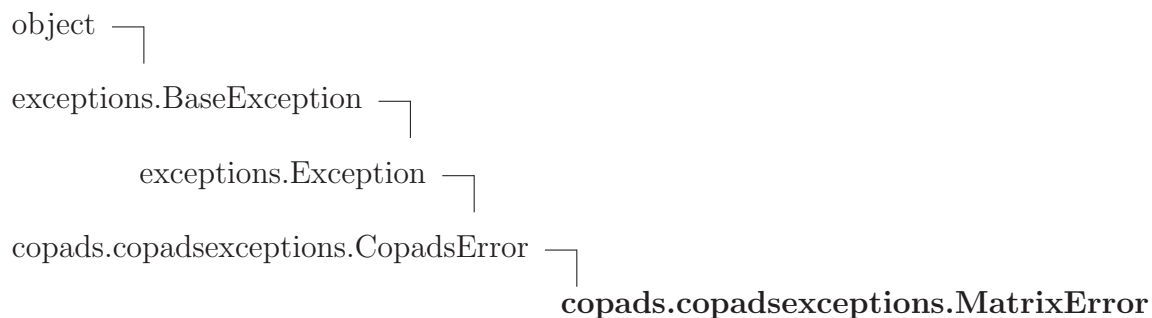 object
exceptions.BaseException
exceptions.Exception
copads.copadsexceptions.CopadsError
copads.copadsexceptions.MatrixError